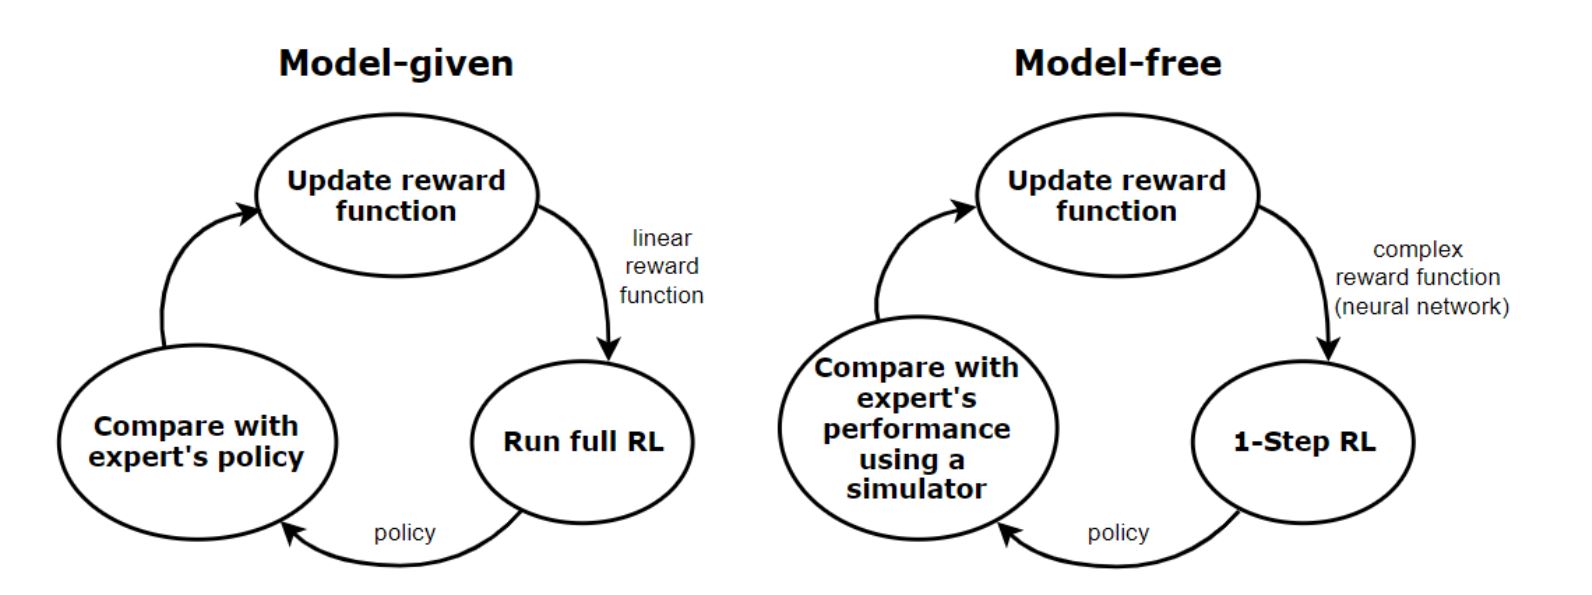 Model-given
Update reward
function
linear
reward
function
Compare with
expert's policy
Run full RL
policy
Model-free
Update reward
function
complex
reward function
(neural network)
Compare with
expert's
performance
using a
simulator
1-Step RL
policy